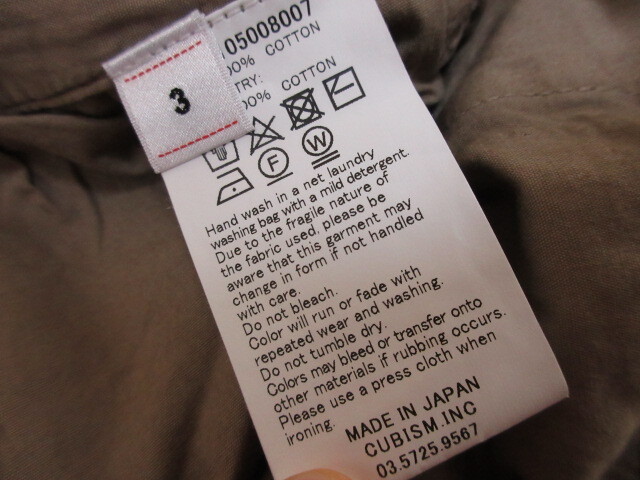 3
05008007
00% COTTON
TRY:
00% COTTON
F
W
Hand wash in a net laundry
washing bag with a mild detergent.
Due to the fragile nature of
the fabric used, please be
aware that this garment may
change in form if not handled
with care.
Do not bleach.
Color will run or fade with
repeated wear and washing.
Do not tumble dry.
Colors may bleed or transfer onto
other materials if rubbing occurs.
Please use a press cloth when
ironing.
MADE IN JAPAN
CUBISM.INC
03.5725.9567